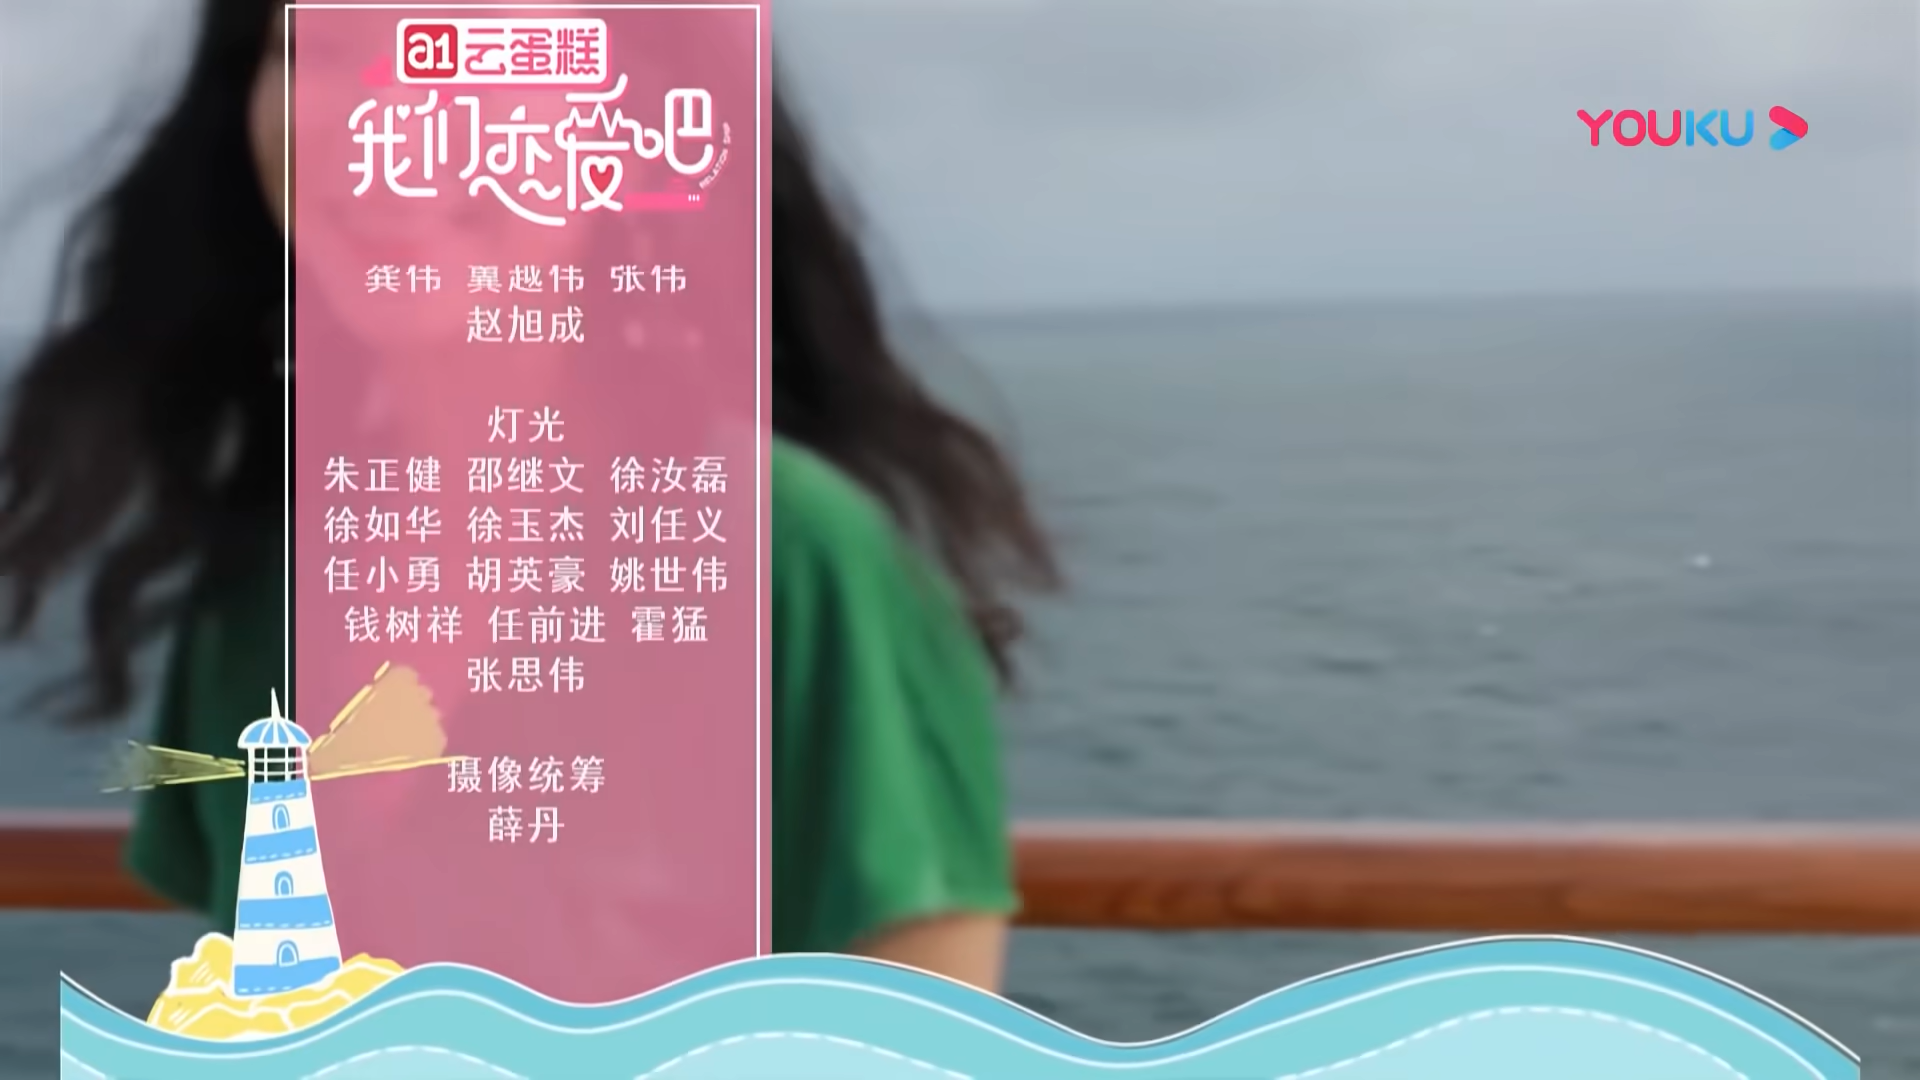 a1云蛋糕
我们恋爱吧
RELATION SHIP
YOUKU
龚伟 冀越伟 张伟
赵旭成
灯光
朱正健 邵继文 徐汝磊
徐如华 徐玉杰 刘任义
任小勇 胡英豪 姚世伟
钱树祥 任前进 霍猛
张思伟
摄像统筹
薛丹